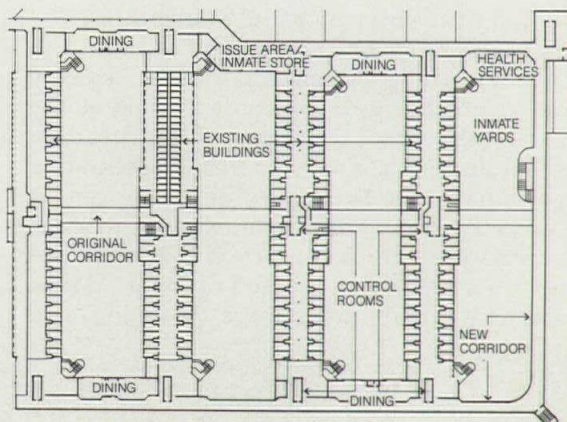 DINING
ISSUE AREA/
INMATE STORE
DINING
HEALTH
SERVICES
EXISTING
BUILDINGS
INMATE
YARDS
ORIGINAL
CORRIDOR
CONTROL
ROOMS
NEW
CORRIDOR
DINING
DINING